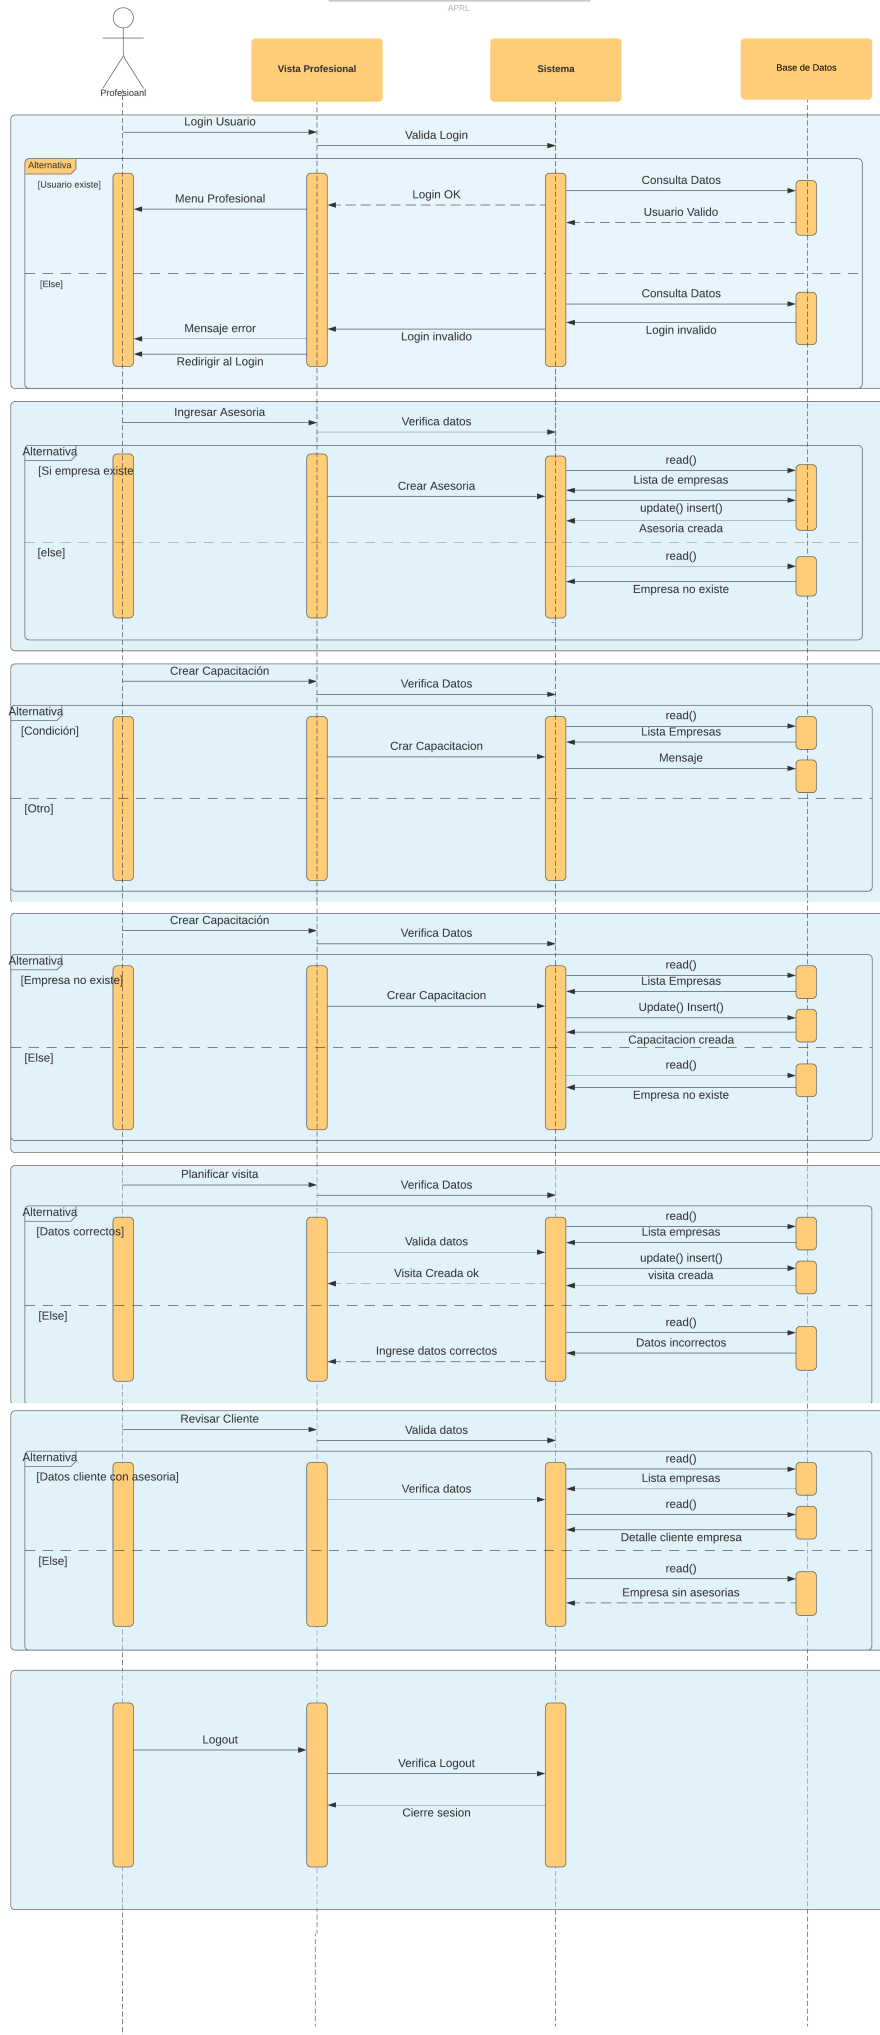 APRL
Profesioanl
Vista Profesional
Sistema
Base de Datos
Login Usuario
Valida Login
Alternativa
[Usuario existe]
Consulta Datos
Login OK
Menu Profesional
Usuario Valido
[Else]
Consulta Datos
Mensaje error
Login invalido
Login invalido
Redirigir al Login
Ingresar Asesoria
Verifica datos
Alternativa
[Si empresa existe
read()
Lista de empresas
Crear Asesoria
update() insert()
Asesoria creada
[else]
read()
Empresa no existe
Crear Capacitación
Verifica Datos
Alternativa
[Condición]
read()
Lista Empresas
Crar Capacitacion
Mensaje
[Otro]
Crear Capacitación
Verifica Datos
Alternativa
[Empresa no existe]
read()
Lista Empresas
Crear Capacitacion
Update() Insert()
Capacitacion creada
[Else]
read()
Empresa no existe
Planificar visita
Verifica Datos
Alternativa
[Datos correctos]
read()
Lista empresas
Valida datos
update() insert()
Visita Creada ok
visita creada
[Else]
read()
Datos incorrectos
Ingrese datos correctos
Revisar Cliente
Valida datos
Alternativa
[Datos cliente con asesoria]
read()
Lista empresas
Verifica datos
read()
Detalle cliente empresa
[Else]
read()
Empresa sin asesorias
Logout
Verifica Logout
Cierre sesion